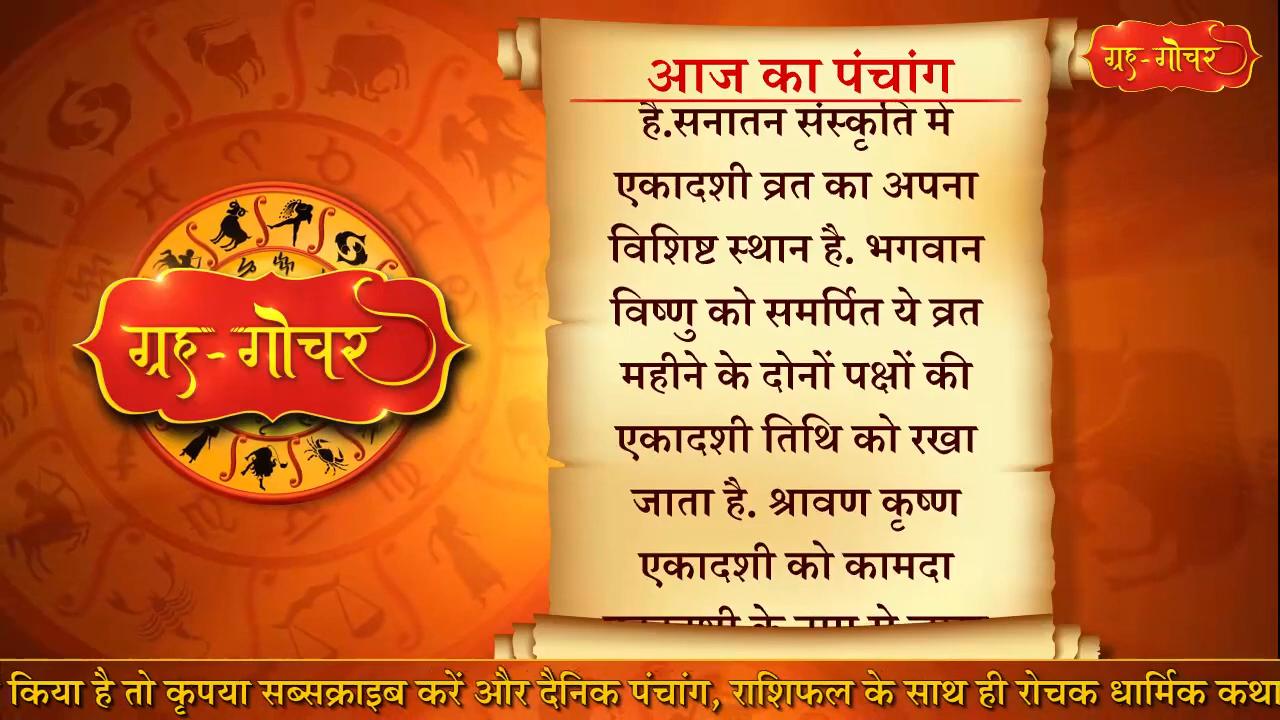 आज का पंचांग
ग्रह-गोचर
है.सनातन संस्कृति मे
एकादशी व्रत का अपना
विशिष्ट स्थान है. भगवान
विष्णु को समर्पित ये व्रत
महीने के दोनों पक्षों की
एकादशी तिथि को रखा
जाता है. श्रावण कृष्ण
एकादशी को कामदा
ग्रह-गोचर
किया है तो कृपया सब्सक्राइब करें और दैनिक पंचांग, राशिफल के साथ ही रोचक धार्मिक कथा